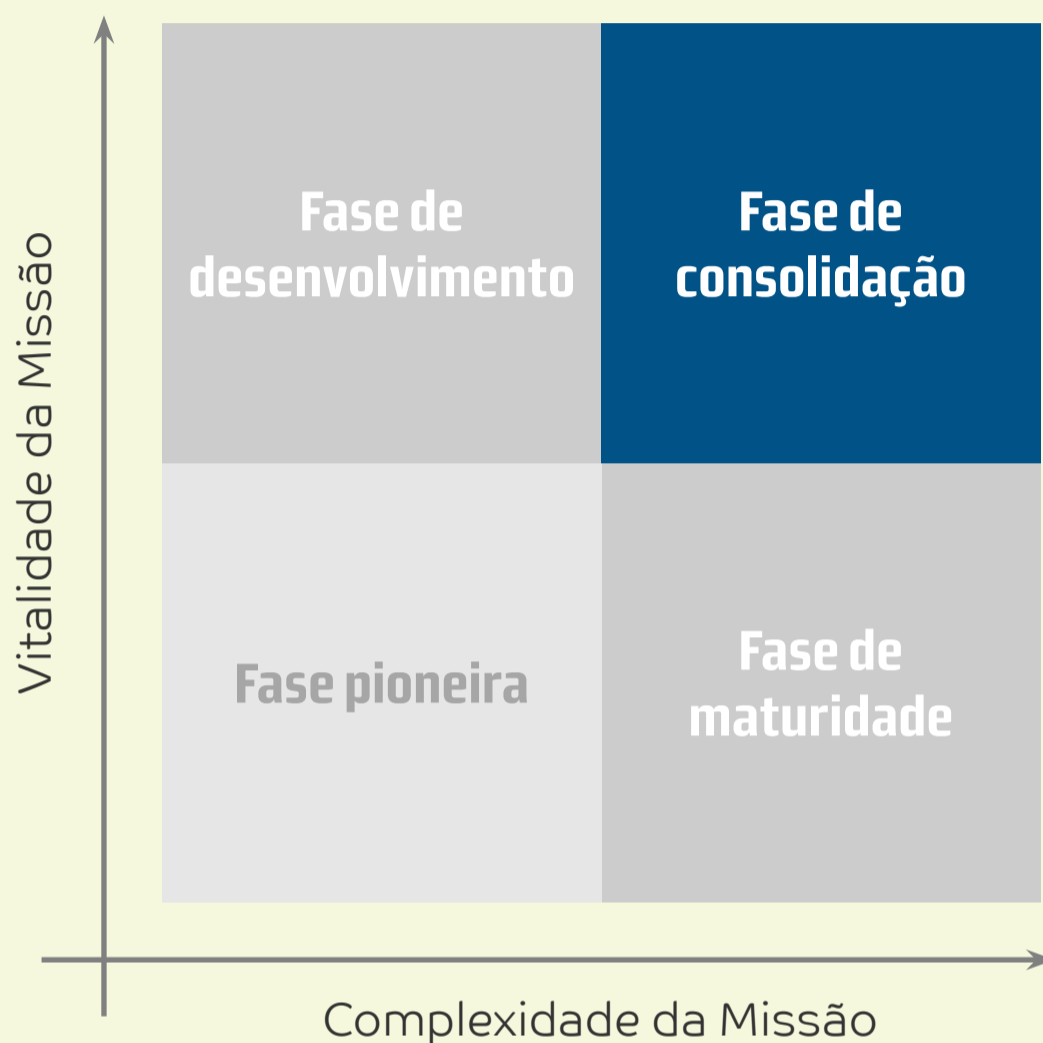 Vitalidade da Missão
Fase de
desenvolvimento
Fase de
consolidação
Fase pioneira
Fase de
maturidade
Complexidade da Missão